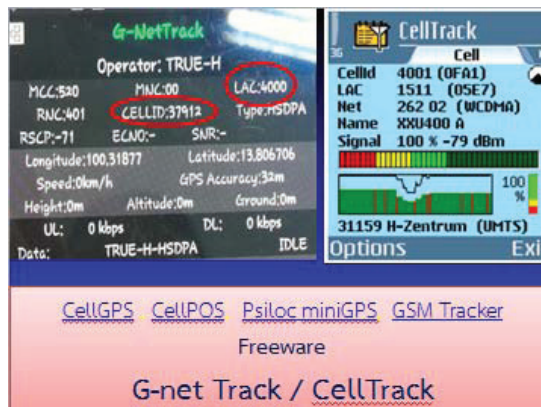 G-NetTrack
Operator: TRUE-H
MCC:520 MNC:00 LAC:4000
RNC:401 CELLID:37412 Type:HSDPA
RSCP:-71 ECNO:- SNR:-
Longitude:100.31877 Latitude:13.806706
Speed:0km/h GPS Accuracy:32m
Height:0m Altitude:0m Ground:0m
UL: 0 kbps DL: 0 kbps
Data: TRUE-H-HSDPA IDLE
CellTrack
3G Cell
CellId 4001 (0FA1)
LAC 1511 (05E7)
Net 262 02 (WCDMA)
Name XXU400 A
Signal 100 % -79 dBm
100
%
31159 H-Zentrum (UMTS)
Options Exi
CellGPS CellPOS Psiloc miniGPS GSM Tracker
Freeware
G-net Track / CellTrack